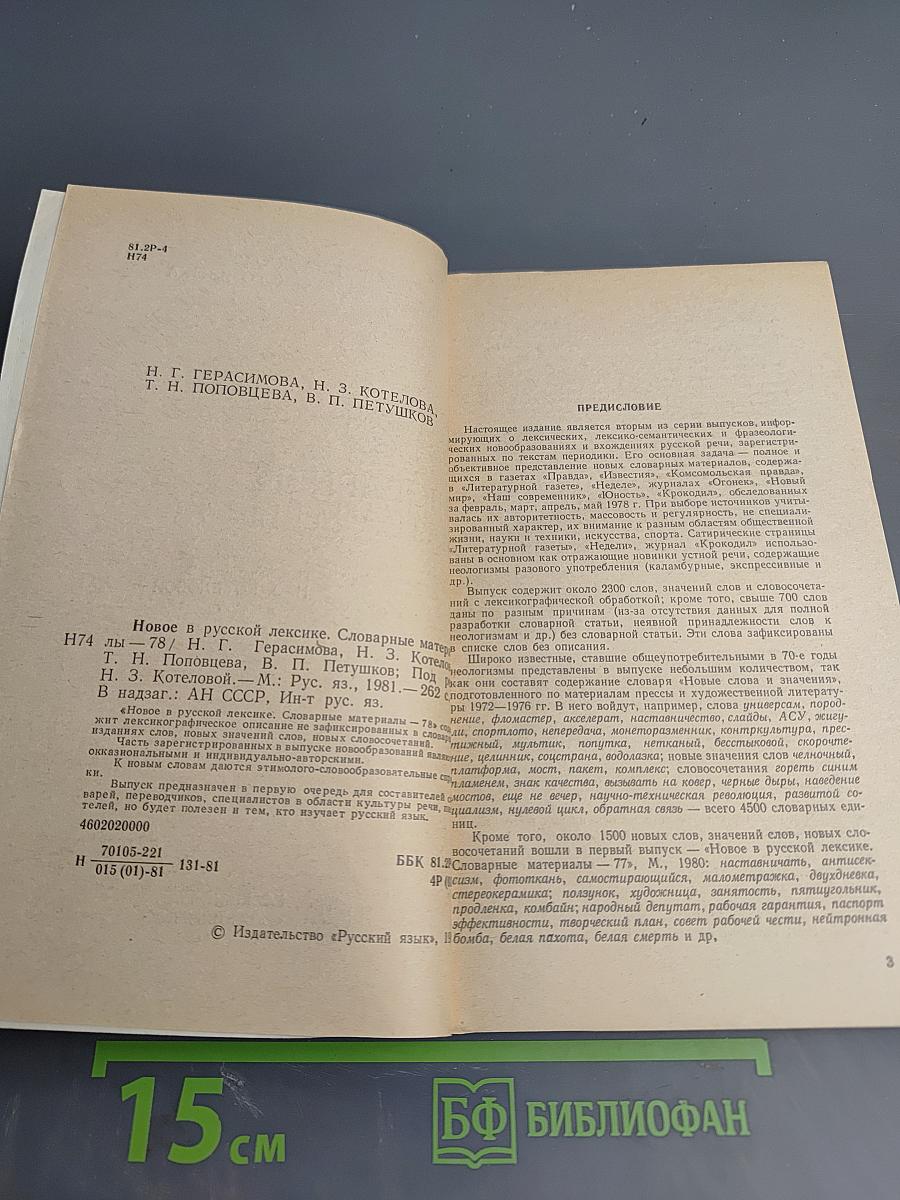 81.2Р-4
Н74
Н. Г. ГЕРАСИМОВА, Н. З. КОТЕЛОВА,
Т. Н. ПОПОВЦЕВА, В. П. ПЕТУШКОВ
Новое в русской лексике. Словарные матер
Н74 лы — 78/ Н. Г. Герасимова, Н. З. Котело
Т. Н. Поповцева, В. П. Петушков; Под
Н. З. Котеловой. — М.: Рус. яз., 1981. — 262 с
В надзаг.: АН СССР, Ин-т рус. яз.
«Новое в русской лексике. Словарные материалы — 78» со
жит лексикографическое описание не зафиксированных в слова
изданиях слов, новых значений слов, новых словосочетаний.
Часть зарегистрированных в выпуске новообразований являю
окказиональными и индивидуально-авторскими.
К новым словам даются этимолого-словообразовательные
ки.
Выпуск предназначен в первую очередь для составителей
варей, переводчиков, специалистов в области культуры речи,
телей, но будет полезен и тем, кто изучает русский язык.
4602020000
Н 70105-221
015 (01)-81 131-81
ББК 81.2
4Р
© Издательство «Русский язык», 19
ПРЕДИСЛОВИЕ
Настоящее издание является вторым из серии выпусков, инфор-
мирующих о лексических, лексико-семантических и фразеологи-
ческих новообразованиях и вхождениях русской речи, зарегистри-
рованных по текстам периодики. Его основная задача — полное и
объективное представление новых словарных материалов, содержа-
щихся в газетах «Правда», «Известия», «Комсомольская правда»,
в «Литературной газете», «Неделе», журналах «Огонек», «Новый
мир», «Наш современник», «Юность», «Крокодил», обследованных
за февраль, март, апрель, май 1978 г. При выборе источников учиты-
валась их авторитетность, массовость и регулярность, не специали-
зированный характер, их внимание к разным областям общественной
жизни, науки и техники, искусства, спорта. Сатирические страницы
«Литературной газеты», «Недели», журнал «Крокодил» использо-
ваны в основном как отражающие новинки устной речи, содержащие
неологизмы разового употребления (каламбурные, экспрессивные и
др.).
Выпуск содержит около 2300 слов, значений слов и словосочета-
ний с лексикографической обработкой; кроме того, свыше 700 слов
даны по разным причинам (из-за отсутствия данных для полной
разработки словарной статьи, неявной принадлежности слов к
неологизмам и др.) без словарной статьи. Эти слова зафиксированы
в списке слов без описания.
Широко известные, ставшие общеупотребительными в 70-е годы
неологизмы представлены в выпуске небольшим количеством, так
как они составят содержание словаря «Новые слова и значения»,
подготовленного по материалам прессы и художественной литерату-
ры 1972—1976 гг. В него войдут, например, слова универсам, пород-
нение, фломастер, акселерат, наставничество, слайды, АСУ, жигу-
ли, спортлото, непередача, монеторазменник, контркультура, прес-
тижный, мультик, попутка, нетканый, бесстыковой, скорочте-
ние, целинник, соцстрана, водолазка; новые значения слов челночный,
платформа, мост, пакет, комплекс; словосочетания гореть синим
пламенем, знак качества, вызывать на ковер, черные дыры, наведение
мостов, еще не вечер, научно-техническая революция, развитой со-
циализм, нулевой цикл, обратная связь — всего 4500 словарных еди-
ниц.
Кроме того, около 1500 новых слов, значений слов, новых сло-
восочетаний вошли в первый выпуск — «Новое в русской лексике.
Словарные материалы — 77», М., 1980: наставничать, антисек-
сизм, фототкань, самостирающийся, малометражка, двухдневка,
стереокерамика; ползунок, художница, занятость, пятиугольник,
продленка, комбайн; народный депутат, рабочая гарантия, паспорт
эффективности, творческий план, совет рабочей чести, нейтронная
бомба, белая пахота, белая смерть и др.
3
15 см
БФ БИБЛИОФАН